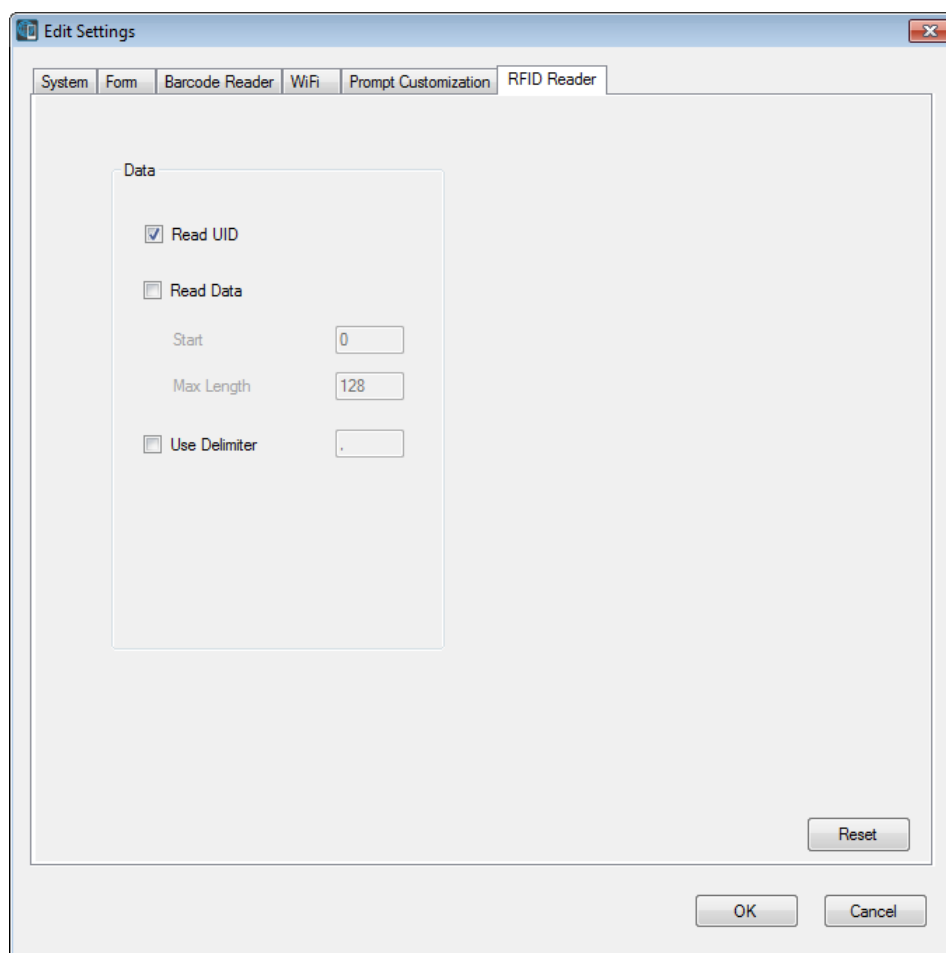 Edit Settings
System Form Barcode Reader WiFi Prompt Customization RFID Reader
Data
Read UID
Read Data
Start 0
Max Length 128
Use Delimiter ,
Reset
OK Cancel